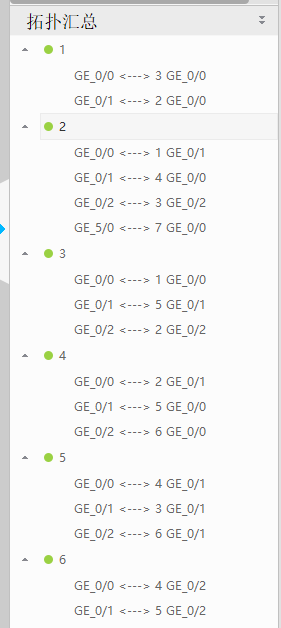 拓扑汇总
1
GE_0/0 <---> 3 GE_0/0
GE_0/1 <---> 2 GE_0/0
2
GE_0/0 <---> 1 GE_0/1
GE_0/1 <---> 4 GE_0/0
GE_0/2 <---> 3 GE_0/2
GE_5/0 <---> 7 GE_0/0
3
GE_0/0 <---> 1 GE_0/0
GE_0/1 <---> 5 GE_0/1
GE_0/2 <---> 2 GE_0/2
4
GE_0/0 <---> 2 GE_0/1
GE_0/1 <---> 5 GE_0/0
GE_0/2 <---> 6 GE_0/0
5
GE_0/0 <---> 4 GE_0/1
GE_0/1 <---> 3 GE_0/1
GE_0/2 <---> 6 GE_0/1
6
GE_0/0 <---> 4 GE_0/2
GE_0/1 <---> 5 GE_0/2